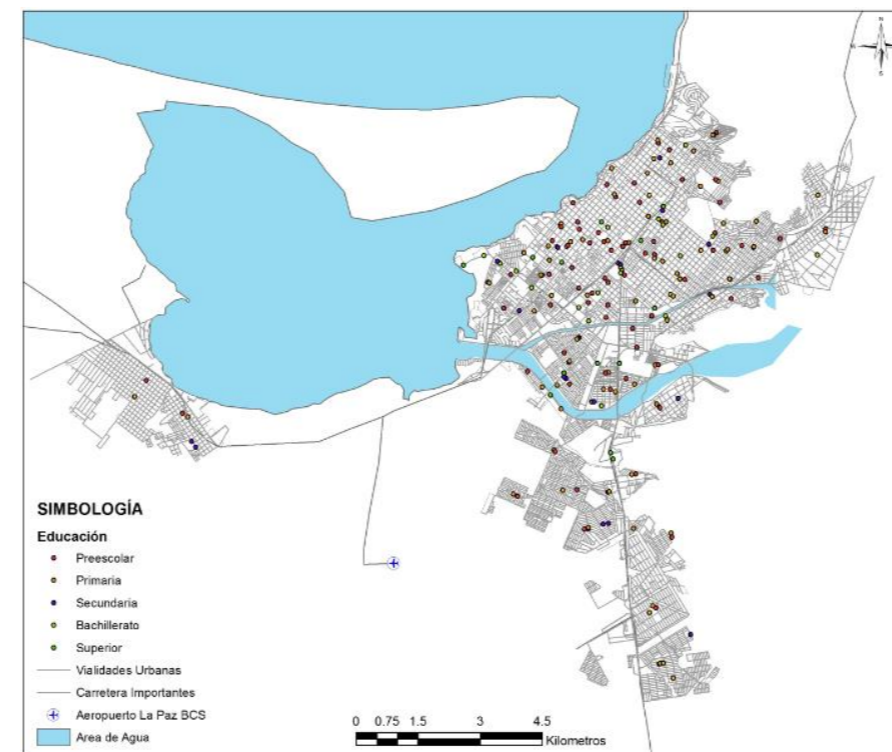 N
S
SIMBOLOGÍA
Educación
Preescolar
Primaria
Secundaria
Bachillerato
Superior
Vialidades Urbanas
Carretera Importantes
Aeropuerto La Paz BCS
Area de Agua
0 0.75 1.5 3 4.5
Kilometros